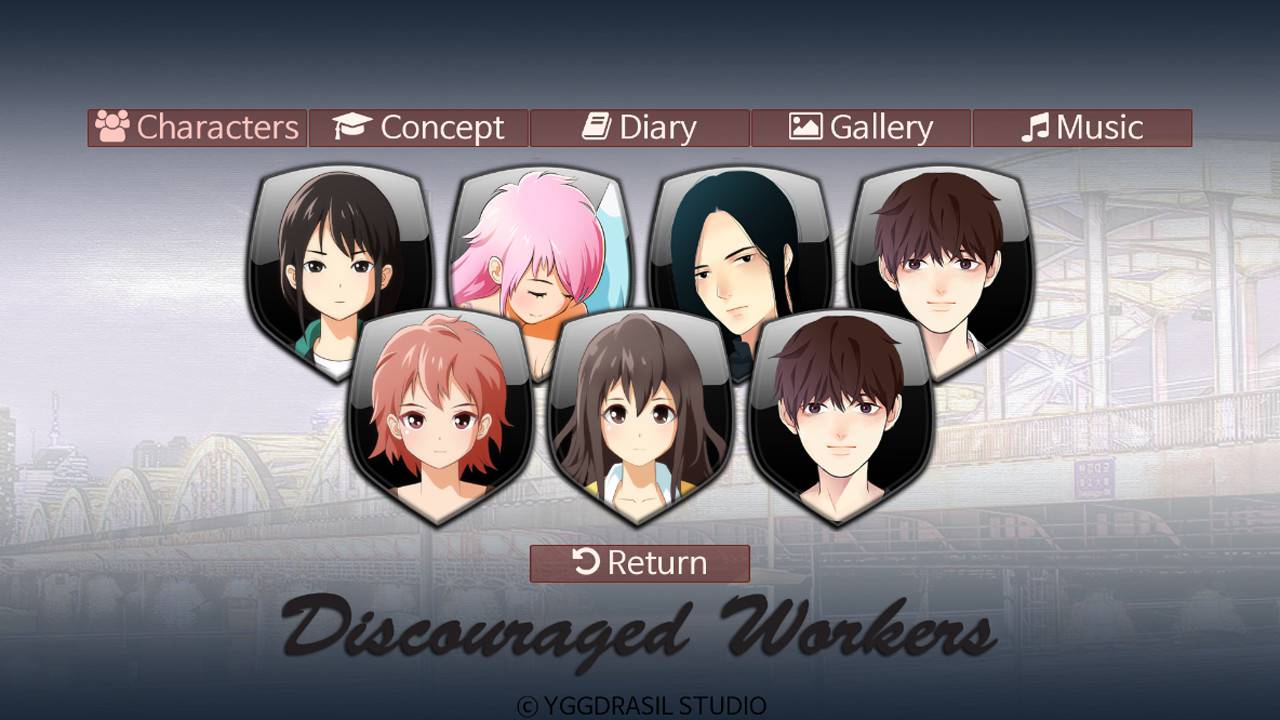 Characters Concept Diary Gallery Music
Return
Discouraged Workers
© YGGDRASIL STUDIO